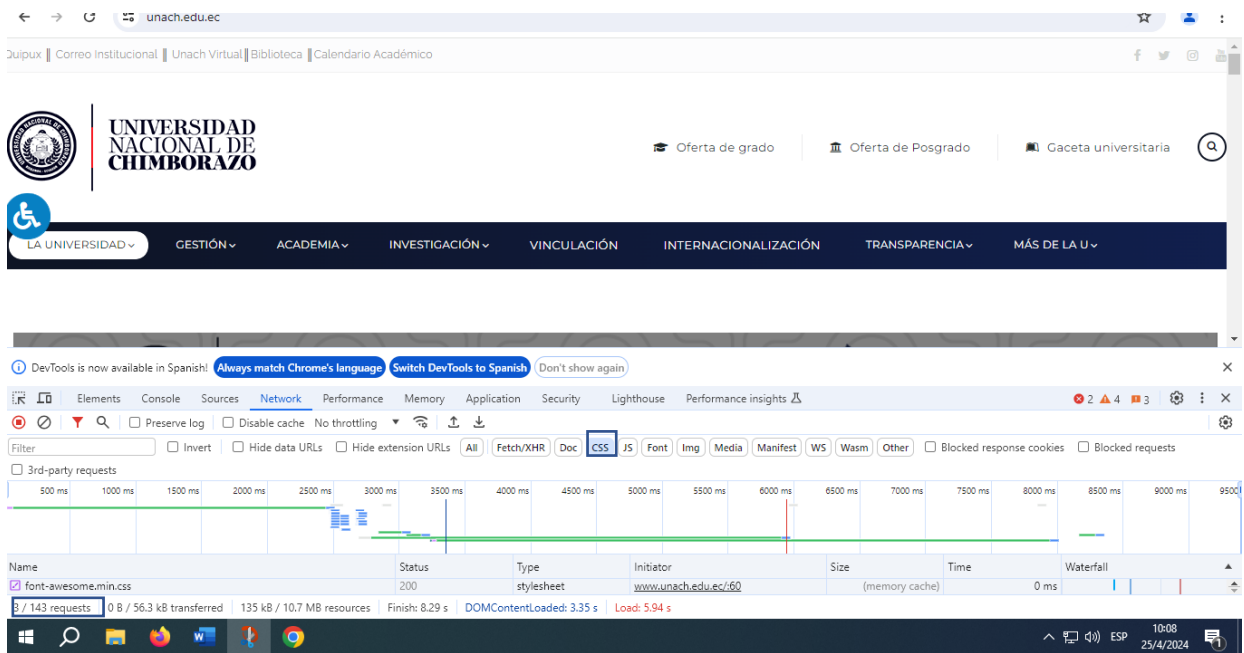 unach.edu.ec
Quipux || Correo Institucional || Unach Virtual || Biblioteca || Calendario Académico
UNIVERSIDAD
NACIONAL DE
CHIMBORAZO
Oferta de grado Oferta de Posgrado Gaceta universitaria
LA UNIVERSIDAD GESTIÓN ACADEMIA INVESTIGACIÓN VINCULACIÓN INTERNACIONALIZACIÓN TRANSPARENCIA MÁS DE LA U
DevTools is now available in Spanish! Always match Chrome's language Switch DevTools to Spanish Don't show again
Elements Console Sources Network Performance Memory Application Security Lighthouse Performance insights 2 4 3
Preserve log Disable cache No throttling
Filter Invert Hide data URLs Hide extension URLs All Fetch/XHR Doc CSS JS Font Img Media Manifest WS Wasm Other Blocked response cookies Blocked requests
3rd-party requests
500 ms 1000 ms 1500 ms 2000 ms 2500 ms 3000 ms 3500 ms 4000 ms 4500 ms 5000 ms 5500 ms 6000 ms 6500 ms 7000 ms 7500 ms 8000 ms 8500 ms 9000 ms 9500
Name Status Type Initiator Size Time Waterfall
font-awesome.min.css 200 stylesheet www.unach.edu.ec/:60 (memory cache) 0 ms
3 / 143 requests 0 B / 56.3 kB transferred 135 kB / 10.7 MB resources Finish: 8.29 s DOMContentLoaded: 3.35 s Load: 5.94 s
ESP 10:08
25/4/2024 1